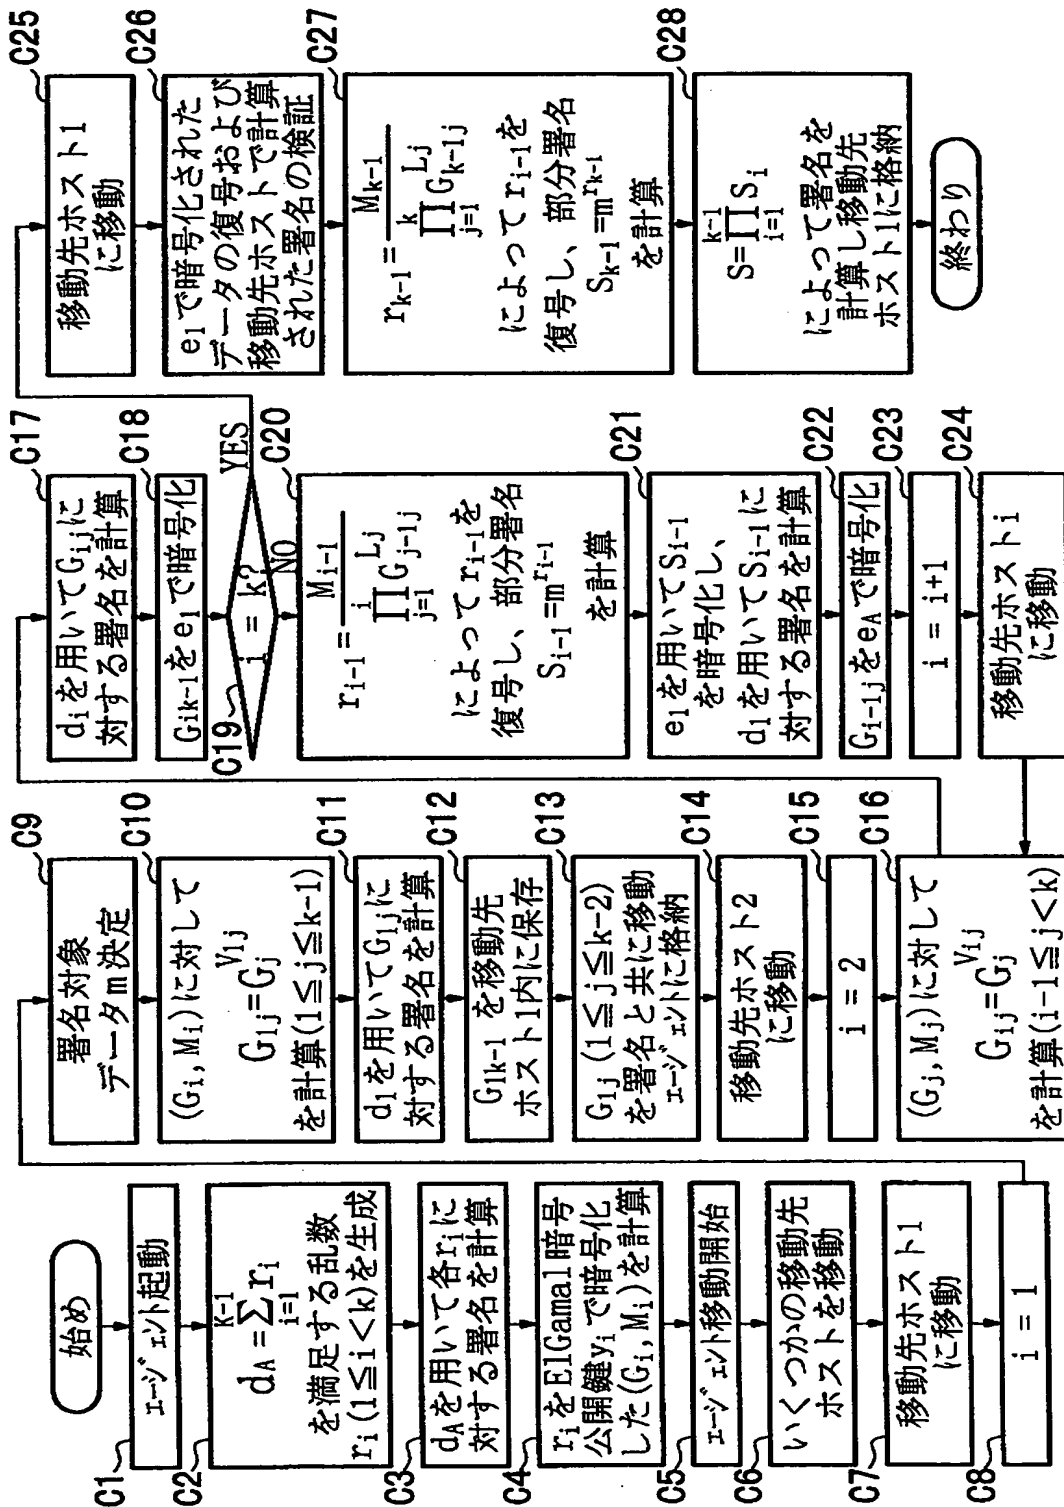 始め
C1
エージェント起動
C2
K-1
d_A=∑r_i
i=1
を満足する乱数
r_i(1≦i<k)を生成
C3
d_Aを用いて各r_iに
対する署名を計算
C4
r_iをElGamal暗号
公開鍵y_iで暗号化
した(G_i,M_i)を計算
C5
エージェント移動開始
C6
いくつかの移動先
ホストを移動
C7
移動先ホスト1
に移動
C8
i = 1
C9
署名対象
データm決定
C10
(G_i,M_i)に対して
G_1j=G_j^V_1j
を計算(1≦j≦k-1)
C11
d_1を用いてG_1jに
対する署名を計算
C12
G_1k-1 を移動先
ホスト1内に保存
C13
G_1j(1≦j≦k-2)
を署名と共に移動
エージェントに格納
C14
移動先ホスト2
に移動
C15
i = 2
C16
(G_j,M_j)に対して
G_ij=G_j^V_ij
を計算(i-1≦j<k)
C17
d_iを用いてG_ijに
対する署名を計算
C18
G_ik-1をe_1で暗号化
C19
i = k?
YES
NO
C20
M_i-1
r_i-1=
i
∏G_j-1j^L_j
j=1
によってr_i-1を
復号し、部分署名
S_i-1=m^r_i-1
を計算
C21
e_1を用いてS_i-1
を暗号化し、
d_1を用いてS_i-1に
対する署名を計算
C22
G_i-1jをe_Aで暗号化
C23
i = i+1
C24
移動先ホストi
に移動
C25
移動先ホスト1
に移動
C26
e_1で暗号化された
データの復号および
移動先ホストで計算
された署名の検証
C27
M_k-1
r_k-1=
k
∏G_k-1j^L_j
j=1
によってr_i-1を
復号し、部分署名
S_k-1=m^r_k-1
を計算
C28
k-1
S=∏S_i
i=1
によって署名を
計算し移動先
ホスト1に格納
終わり